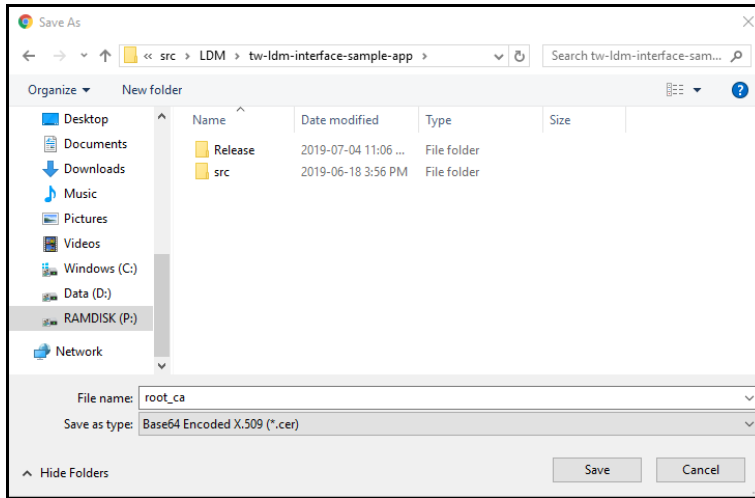 Save As
« src > LDM > tw-ldm-interface-sample-app >
Search tw-ldm-interface-sam...
Organize New folder
Name Date modified Type Size
Desktop
Documents
Downloads
Music
Pictures
Videos
Windows (C:)
Data (D:)
RAMDISK (P:)
Network
Release 2019-07-04 11:06 ... File folder
src 2019-06-18 3:56 PM File folder
File name: root_ca
Save as type: Base64 Encoded X.509 (*.cer)
Hide Folders Save Cancel